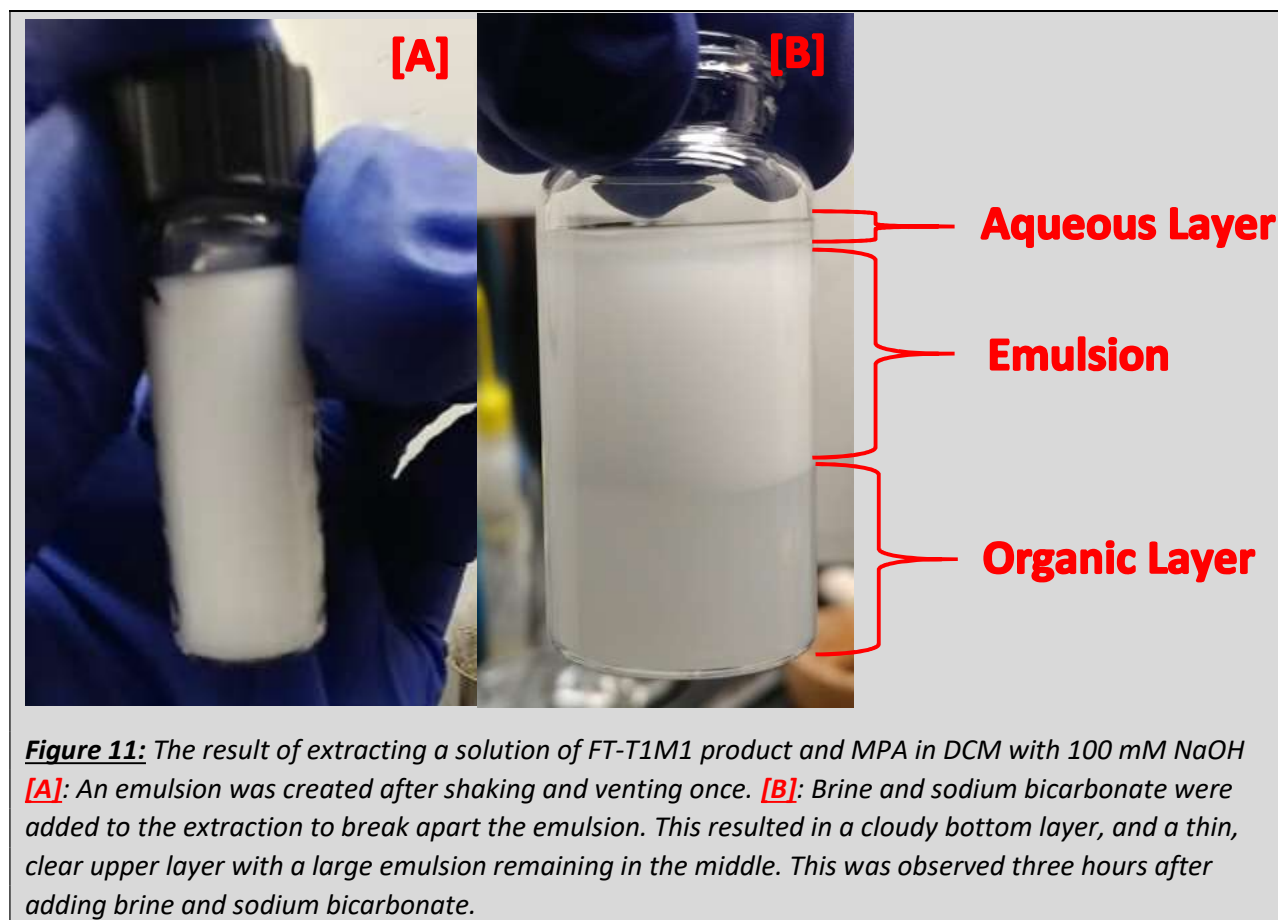 [A]
[B]
Aqueous Layer
Emulsion
Organic Layer
Figure 11: The result of extracting a solution of FT-T1M1 product and MPA in DCM with 100 mM NaOH
[A]: An emulsion was created after shaking and venting once. [B]: Brine and sodium bicarbonate were
added to the extraction to break apart the emulsion. This resulted in a cloudy bottom layer, and a thin,
clear upper layer with a large emulsion remaining in the middle. This was observed three hours after
adding brine and sodium bicarbonate.